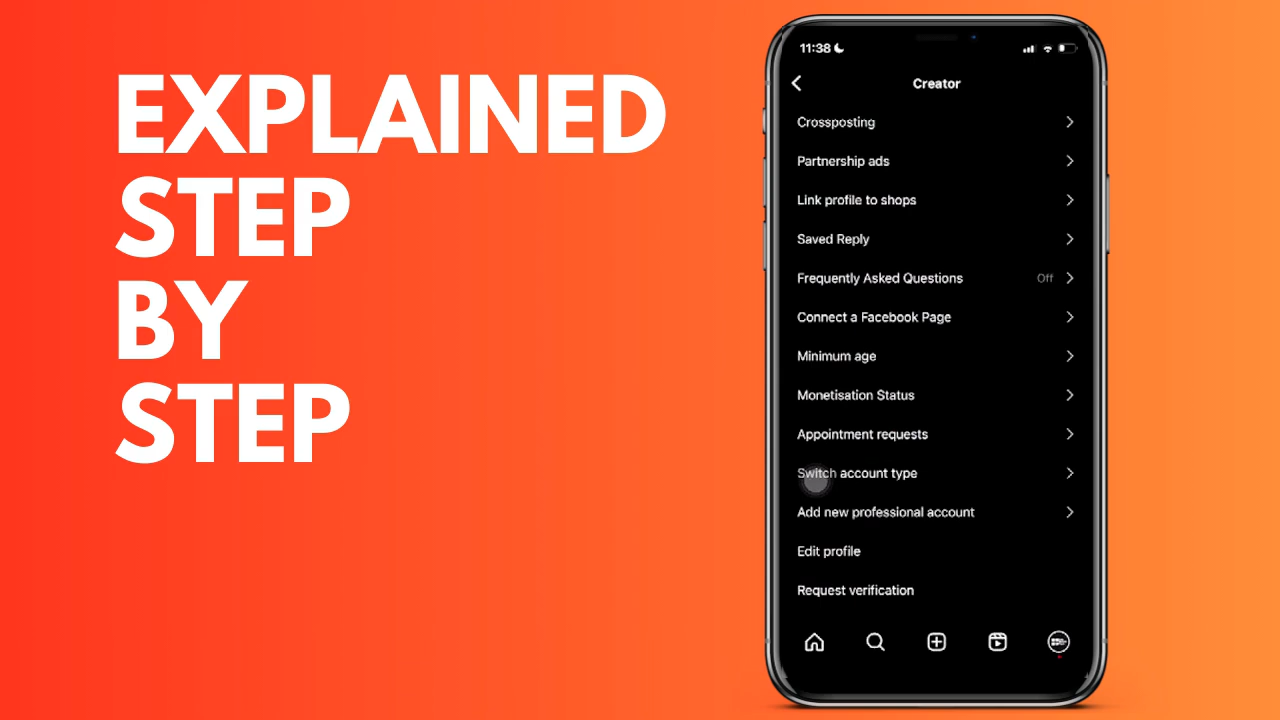 EXPLAINED
STEP
BY
STEP
11:38
Creator
Crossposting
Partnership ads
Link profile to shops
Saved Reply
Frequently Asked Questions Off
Connect a Facebook Page
Minimum age
Monetisation Status
Appointment requests
Switch account type
Add new professional account
Edit profile
Request verification